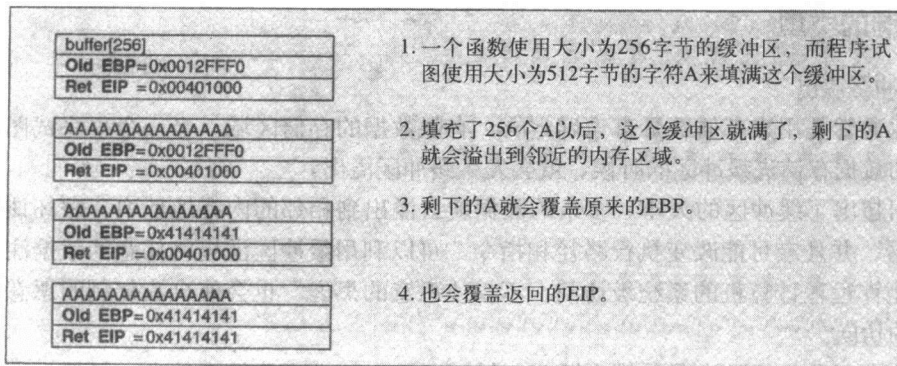 buffer[256]
Old EBP=0x0012FFF0
Ret EIP =0x00401000
1. 一个函数使用大小为256字节的缓冲区，而程序试
图使用大小为512字节的字符A来填满这个缓冲区。
AAAAAAAAAAAAAAA
Old EBP=0x0012FFF0
Ret EIP =0x00401000
2. 填充了256个A以后，这个缓冲区就满了，剩下的A
就会溢出到邻近的内存区域。
AAAAAAAAAAAAAAA
Old EBP=0x41414141
Ret EIP =0x00401000
3. 剩下的A就会覆盖原来的EBP。
AAAAAAAAAAAAAAA
Old EBP=0x41414141
Ret EIP =0x41414141
4. 也会覆盖返回的EIP。